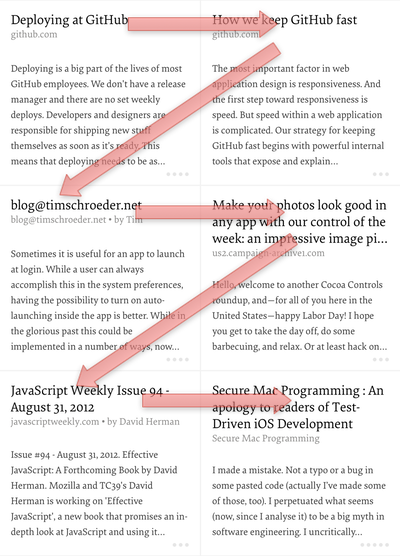 Deploying at GitHub
github.com
Deploying is a big part of the lives of most
GitHub employees. We don't have a release
manager and there are no set weekly
deploys. Developers and designers are
responsible for shipping new stuff
themselves as soon as it's ready. This
means that deploying needs to be as...
How we keep GitHub fast
github.com
The most important factor in web
application design is responsiveness. And
the first step toward responsiveness is
speed. But speed within a web application
is complicated. Our strategy for keeping
GitHub fast begins with powerful internal
tools that expose and explain...
blog@timschroeder.net
blog@timschroeder.net • by Tim
Sometimes it is useful for an app to launch
at login. While a user can always
accomplish this in the system preferences,
having the possibility to turn on auto-
launching inside the app is better. While in
the glorious past this could be
implemented in a number of ways, now...
Make your photos look good in
any app with our control of the
week: an impressive image pi...
us2.campaign-archive1.com
Hello, welcome to another Cocoa Controls
roundup, and—for all of you here in the
United States—happy Labor Day! I hope
you get to take the day off, do some
barbecuing, and relax. Or at least hack on...
JavaScript Weekly Issue 94 -
August 31, 2012
javascriptweekly.com • by David Herman
Issue #94 - August 31, 2012. Effective
JavaScript: A Forthcoming Book by David
Herman. Mozilla and TC39's David
Herman is working on 'Effective
JavaScript', a new book that promises an in-
depth look at JavaScript and using it...
Secure Mac Programming : An
apology to readers of Test-
Driven iOS Development
Secure Mac Programming
I made a mistake. Not a typo or a bug in
some pasted code (actually I've made some
of those, too). I perpetuated what seems
(now, since I analyse it) to be a big myth in
software engineering. I uncritically...